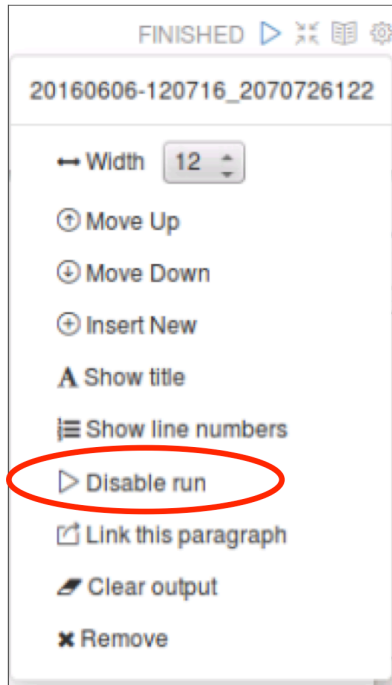 FINISHED
20160606-120716_2070726122
Width 12
Move Up
Move Down
Insert New
Show title
Show line numbers
Disable run
Link this paragraph
Clear output
Remove